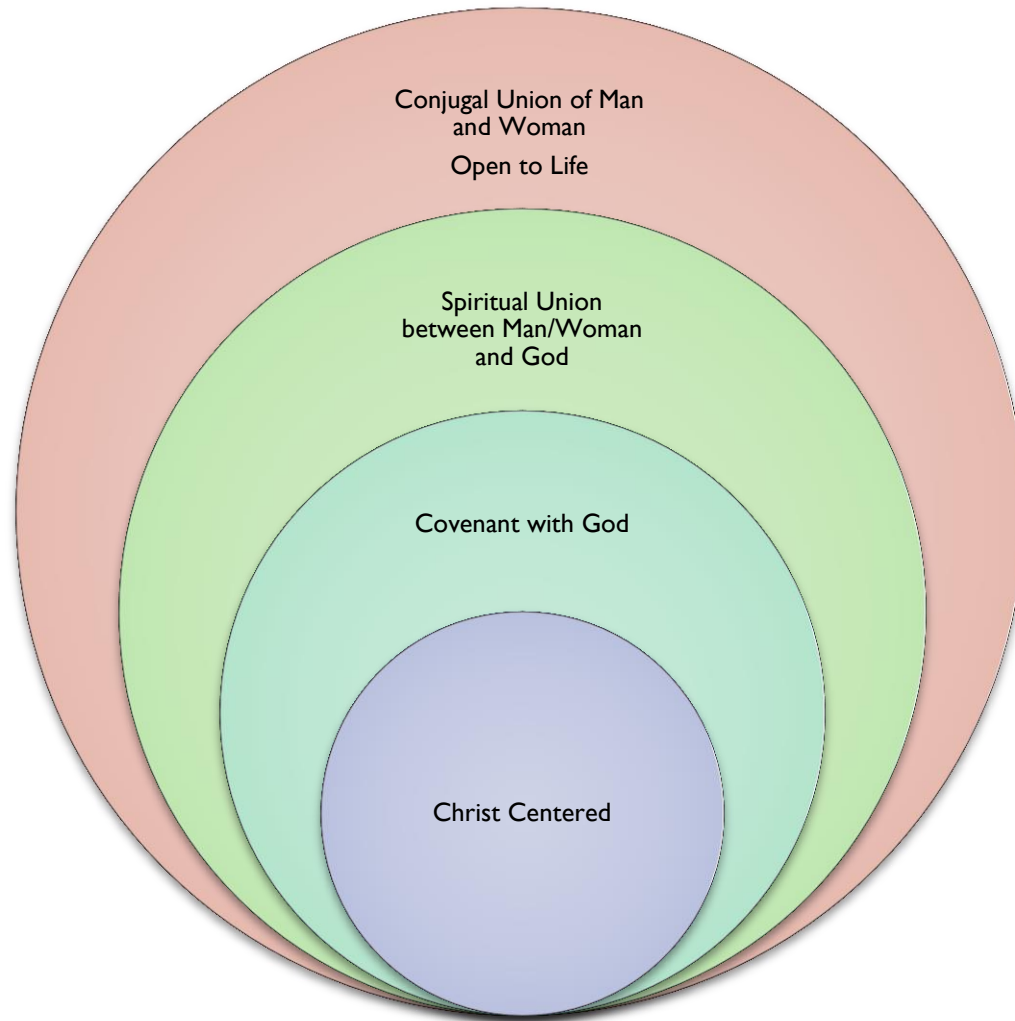 Conjugal Union of Man
and Woman
Open to Life
Spiritual Union
between Man/Woman
and God
Covenant with God
Christ Centered